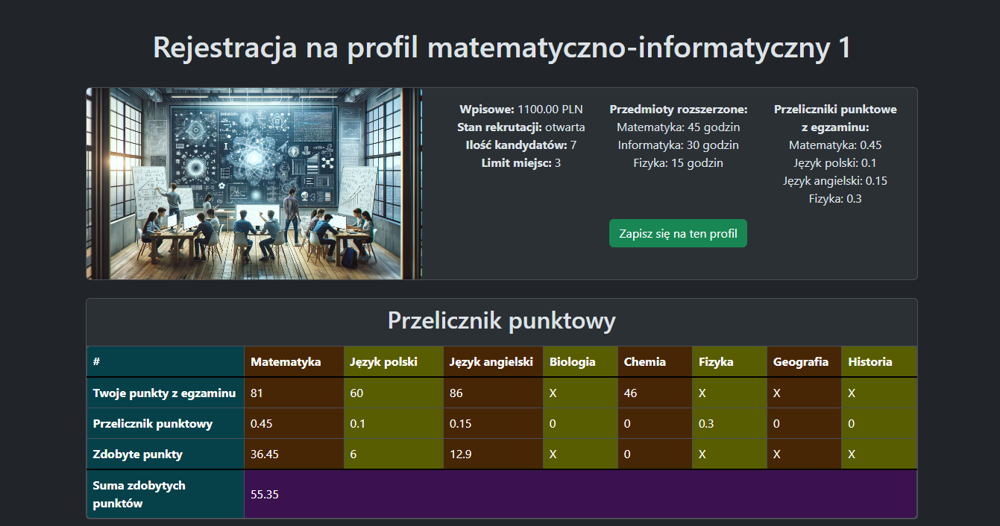 Rejestracja na profil matematyczno-informatyczny 1
Wpisowe: 1100.00 PLN
Stan rekrutacji: otwarta
Ilość kandydatów: 7
Limit miejsc: 3
Przedmioty rozszerzone:
Matematyka: 45 godzin
Informatyka: 30 godzin
Fizyka: 15 godzin
Przeliczniki punktowe
z egzaminu:
Matematyka: 0.45
Język polski: 0.1
Język angielski: 0.15
Fizyka: 0.3
Zapisz się na ten profil
Przelicznik punktowy
# Matematyka Język polski Język angielski Biologia Chemia Fizyka Geografia Historia
Twoje punkty z egzaminu 81 60 86 X 46 X X X
Przelicznik punktowy 0.45 0.1 0.15 0 0 0.3 0 0
Zdobyte punkty 36.45 6 12.9 X 0 X X X
Suma zdobytych
punktów
55.35